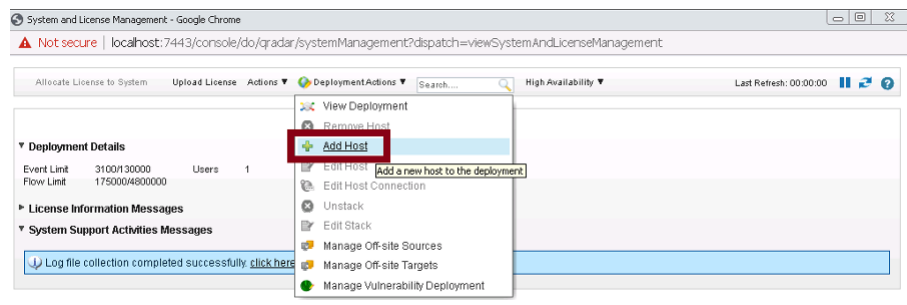 System and License Management - Google Chrome
Not secure | localhost:7443/console/do/qradar/systemManagement?dispatch=viewSystemAndLicenseManagement
Allocate License to System Upload License Actions ▼ Deployment Actions ▼ Search.... High Availability ▼ Last Refresh: 00:00:00
View Deployment
Remove Host
Add Host
Edit Host
Add a new host to the deployment
Edit Host Connection
Unstack
Edit Stack
Manage Off-site Sources
Manage Off-site Targets
Manage Vulnerability Deployment
Deployment Details
Event Limit 3100/130000 Users 1
Flow Limit 175000/4800000
License Information Messages
System Support Activities Messages
Log file collection completed successfully. click here